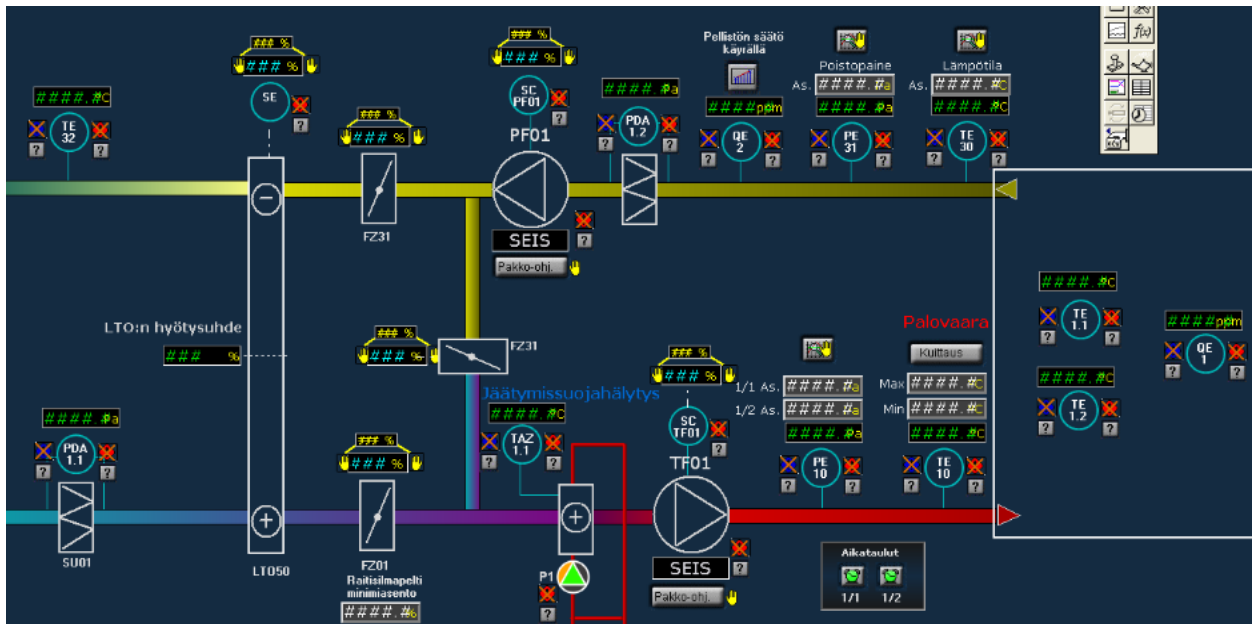 ### %
### %
SE
####.#C
TE
32
### %
### %
SC
PF01
PF01
### %
### %
FZ31
####.#Pa
PDA
1.2
Pellistön säätö
käyrällä
####ppm
QE
2
Poistopaine
As. ####.#a
####.#Pa
PE
31
Lämpötila
As. ####.#C
####.#C
TE
30
f(x)
SEIS
Pakko-ohj.
LTO:n hyötysuhde
### %
### %
### %
FZ31
Jäätymissuojahälytys
####.#C
TAZ
1.1
### %
### %
SC
TF01
TF01
1/1 As. ####.#a
1/2 As. ####.#a
####.#Pa
PE
10
Palovaara
Kuittaus
Max ####.#C
Min ####.#C
####.#C
TE
10
####.#C
TE
1.1
####.#C
TE
1.2
####ppm
QE
1
####.#Pa
PDA
1.1
SU01
LTO50
### %
### %
FZ01
Raitisilmapelti
minimiasento
####.#%
P1
SEIS
Pakko-ohj.
Aikataulut
1/1 1/2